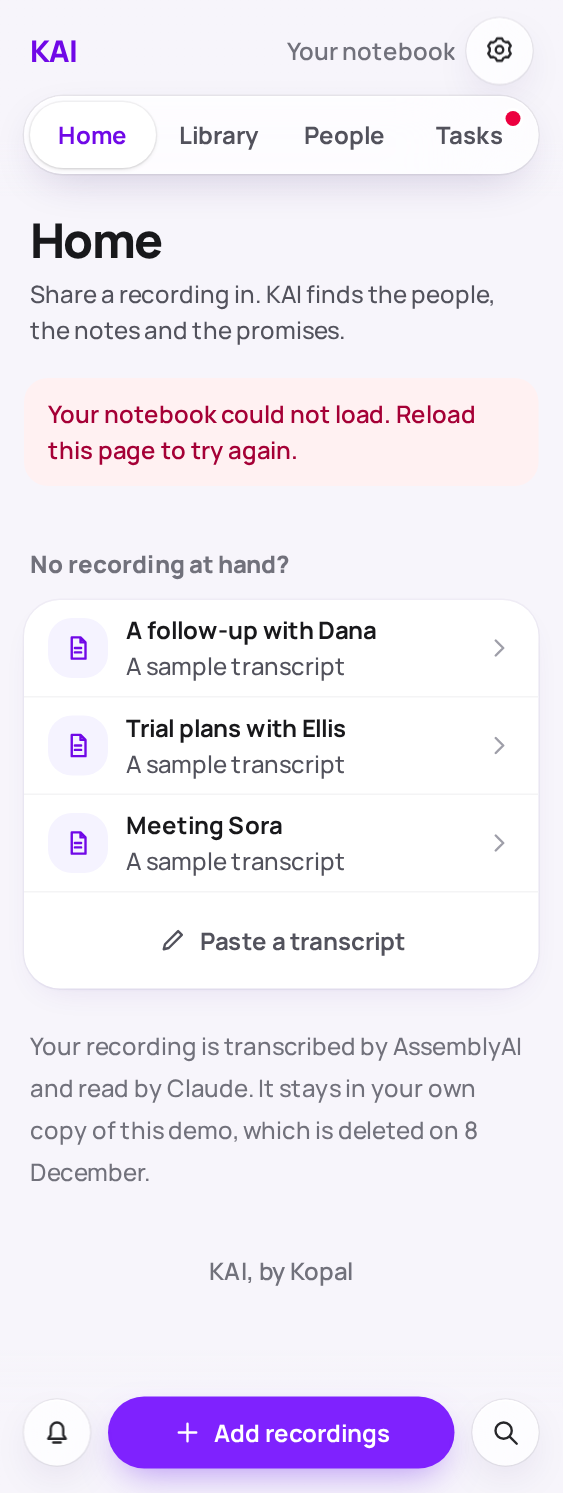 KAI
Your notebook
Home
Library
People
Tasks
Home
Share a recording in. KAI finds the people,
the notes and the promises.
Your notebook could not load. Reload
this page to try again.
No recording at hand?
A follow-up with Dana
A sample transcript
Trial plans with Ellis
A sample transcript
Meeting Sora
A sample transcript
Paste a transcript
Your recording is transcribed by AssemblyAI
and read by Claude. It stays in your own
copy of this demo, which is deleted on 8
December.
KAI, by Kopal
Add recordings